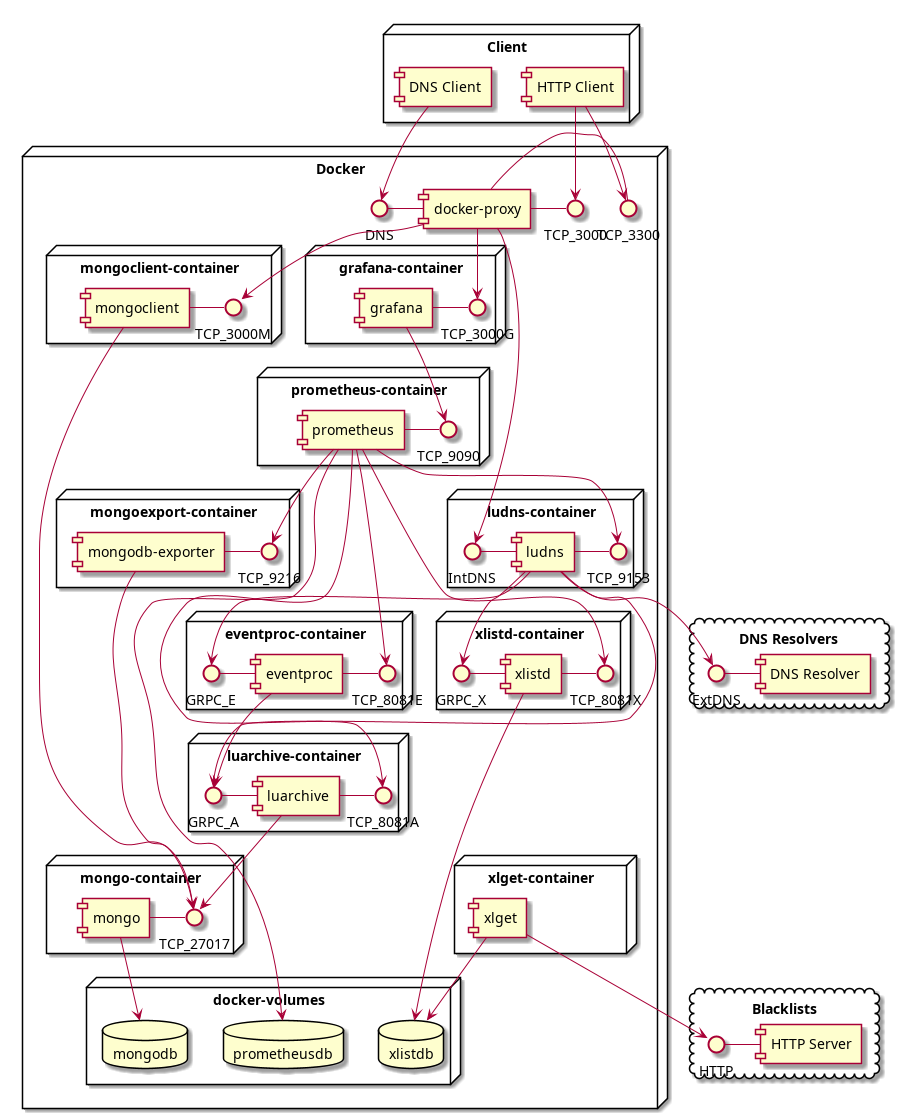 Client
DNS Client
HTTP Client
Docker
docker-proxy
DNS
TCP_3000
TCP_3300
mongoclient-container
mongoclient
TCP_3000M
grafana-container
grafana
TCP_3000G
prometheus-container
prometheus
TCP_9090
mongoexport-container
mongodb-exporter
TCP_9216
ludns-container
IntDNS
ludns
TCP_9153
eventproc-container
GRPC_E
eventproc
TCP_8081E
xlistd-container
GRPC_X
xlistd
TCP_8081X
DNS Resolvers
ExtDNS
DNS Resolver
luarchive-container
GRPC_A
luarchive
TCP_8081A
mongo-container
mongo
TCP_27017
xlget-container
xlget
docker-volumes
mongodb
prometheusdb
xlistdb
Blacklists
HTTP
HTTP Server